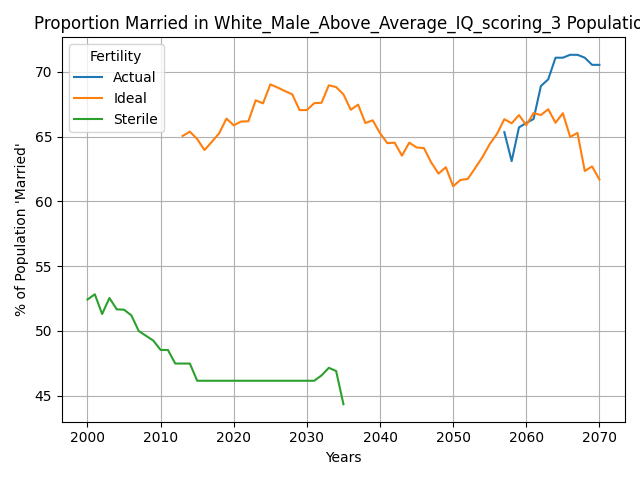 Proportion Married in White_Male_Above_Average_IQ_scoring_3 Populatio
Fertility
Actual
Ideal
Sterile
% of Population 'Married'
70
65
60
55
50
45
2000 2010 2020 2030 2040 2050 2060 2070
Years